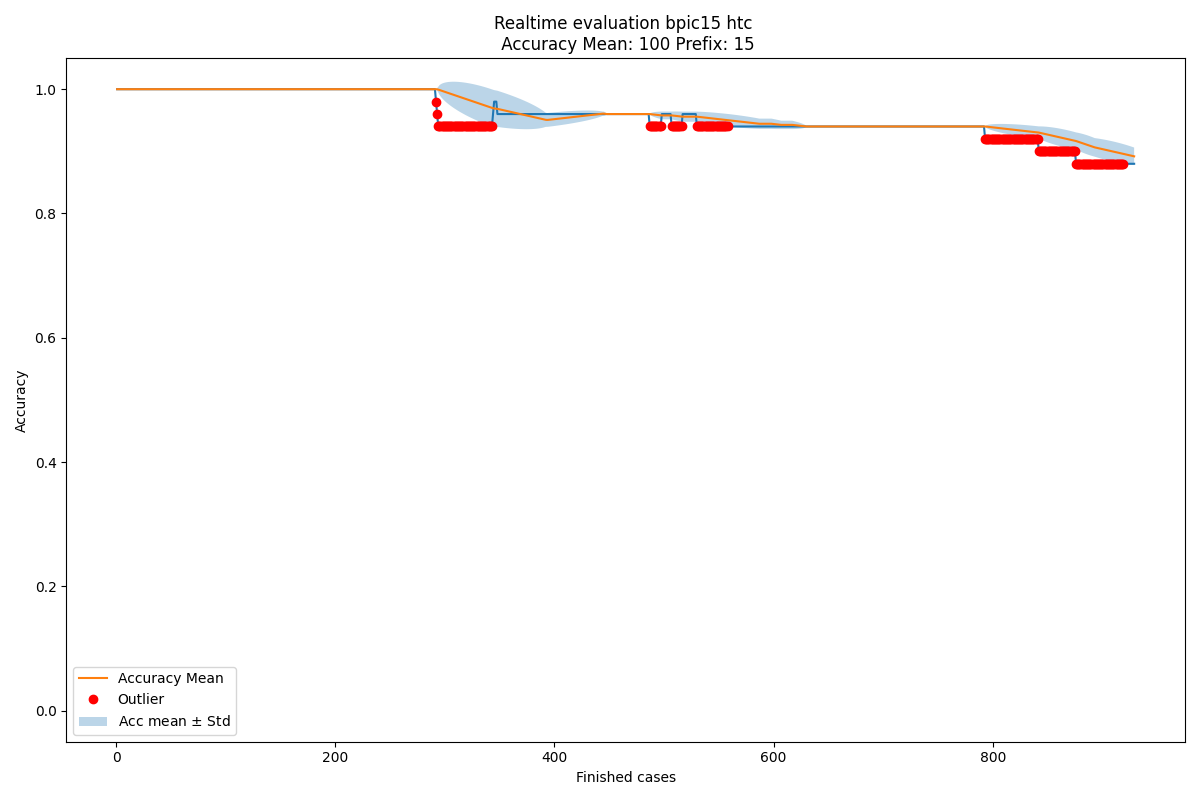 Realtime evaluation bpic15 htc
Accuracy Mean: 100 Prefix: 15
Accuracy
1.0
0.8
0.6
0.4
0.2
0.0
Accuracy Mean
Outlier
Acc mean ± Std
0 200 400 600 800
Finished cases